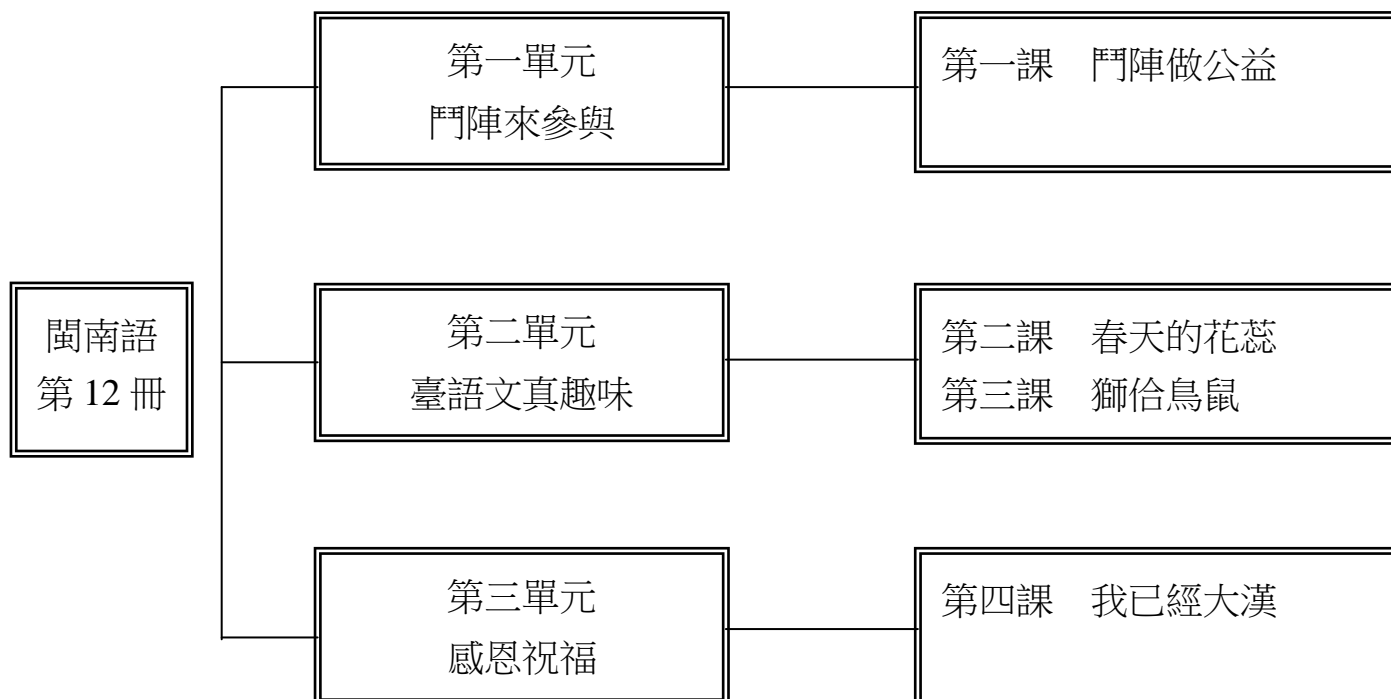 第一單元
鬥陣來參與
第一課　鬥陣做公益
閩南語
第 12 冊
第二單元
臺語文真趣味
第二課　春天的花蕊
第三課　獅佮鳥鼠
第三單元
感恩祝福
第四課　我已經大漢